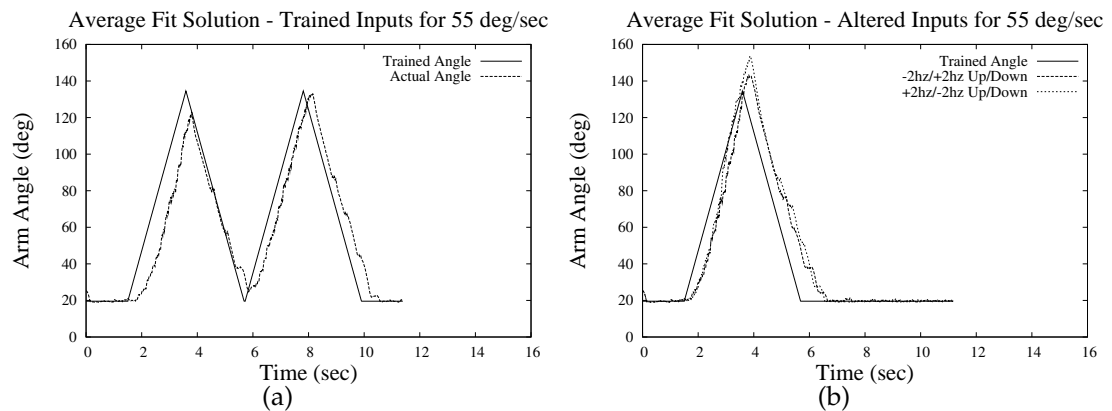 Average Fit Solution - Trained Inputs for 55 deg/sec
160
140
120
100
80
60
40
20
0
Arm Angle (deg)
Trained Angle
Actual Angle
0 2 4 6 8 10 12 14 16
Time (sec)
(a)
Average Fit Solution - Altered Inputs for 55 deg/sec
160
140
120
100
80
60
40
20
0
Arm Angle (deg)
Trained Angle
-2hz/+2hz Up/Down
+2hz/-2hz Up/Down
0 2 4 6 8 10 12 14 16
Time (sec)
(b)